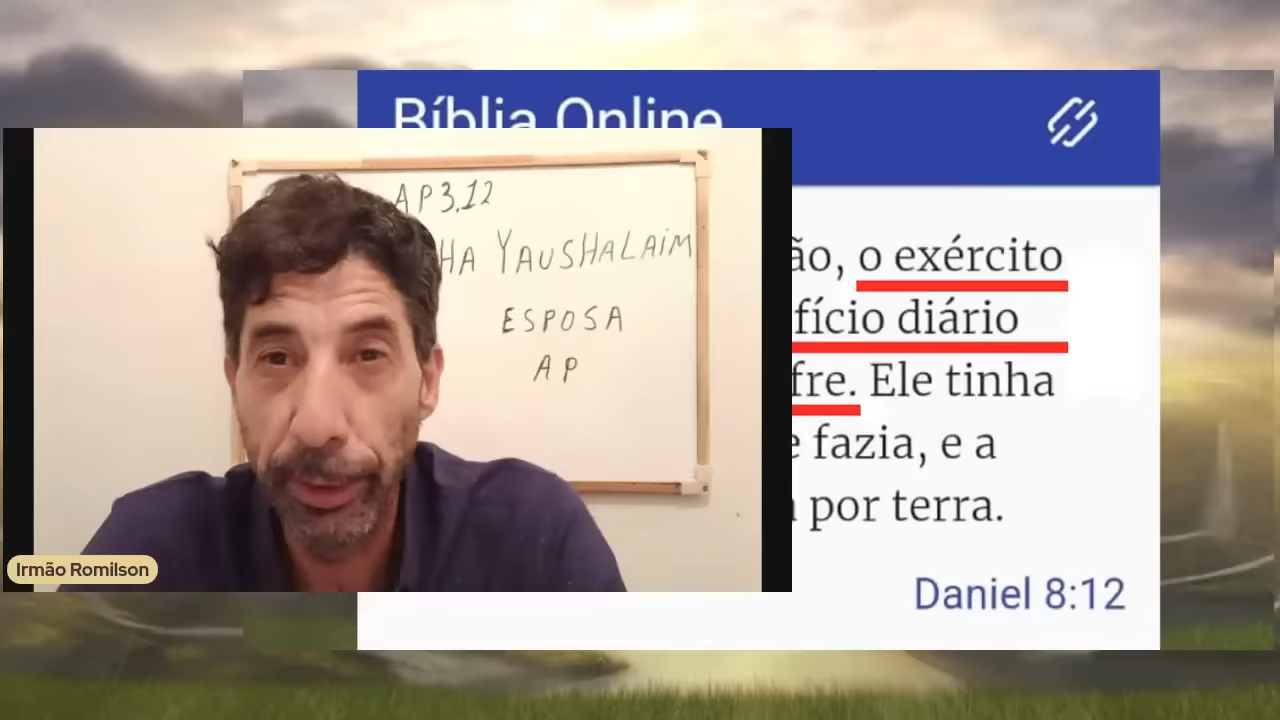 Bíblia Online
AP 3,12
HA YAUSHALAiM
ESPOSA
AP
Irmão Romilson
ão, o exército
fício diário
fre. Ele tinha
e fazia, e a
por terra.
Daniel 8:12